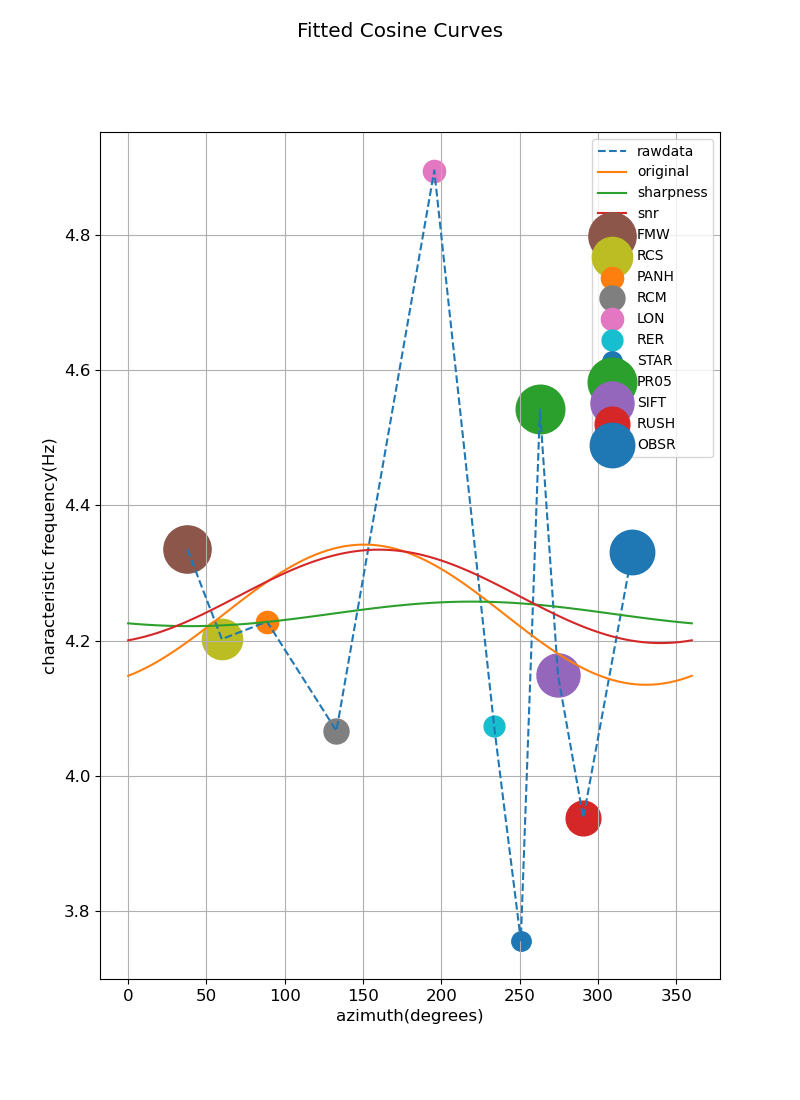 Fitted Cosine Curves
rawdata
original
sharpness
snr
FMW
RCS
PANH
RCM
LON
RER
STAR
PR05
SIFT
RUSH
OBSR
4.8
4.6
4.4
4.2
4.0
3.8
characteristic frequency(Hz)
0 50 100 150 200 250 300 350
azimuth(degrees)